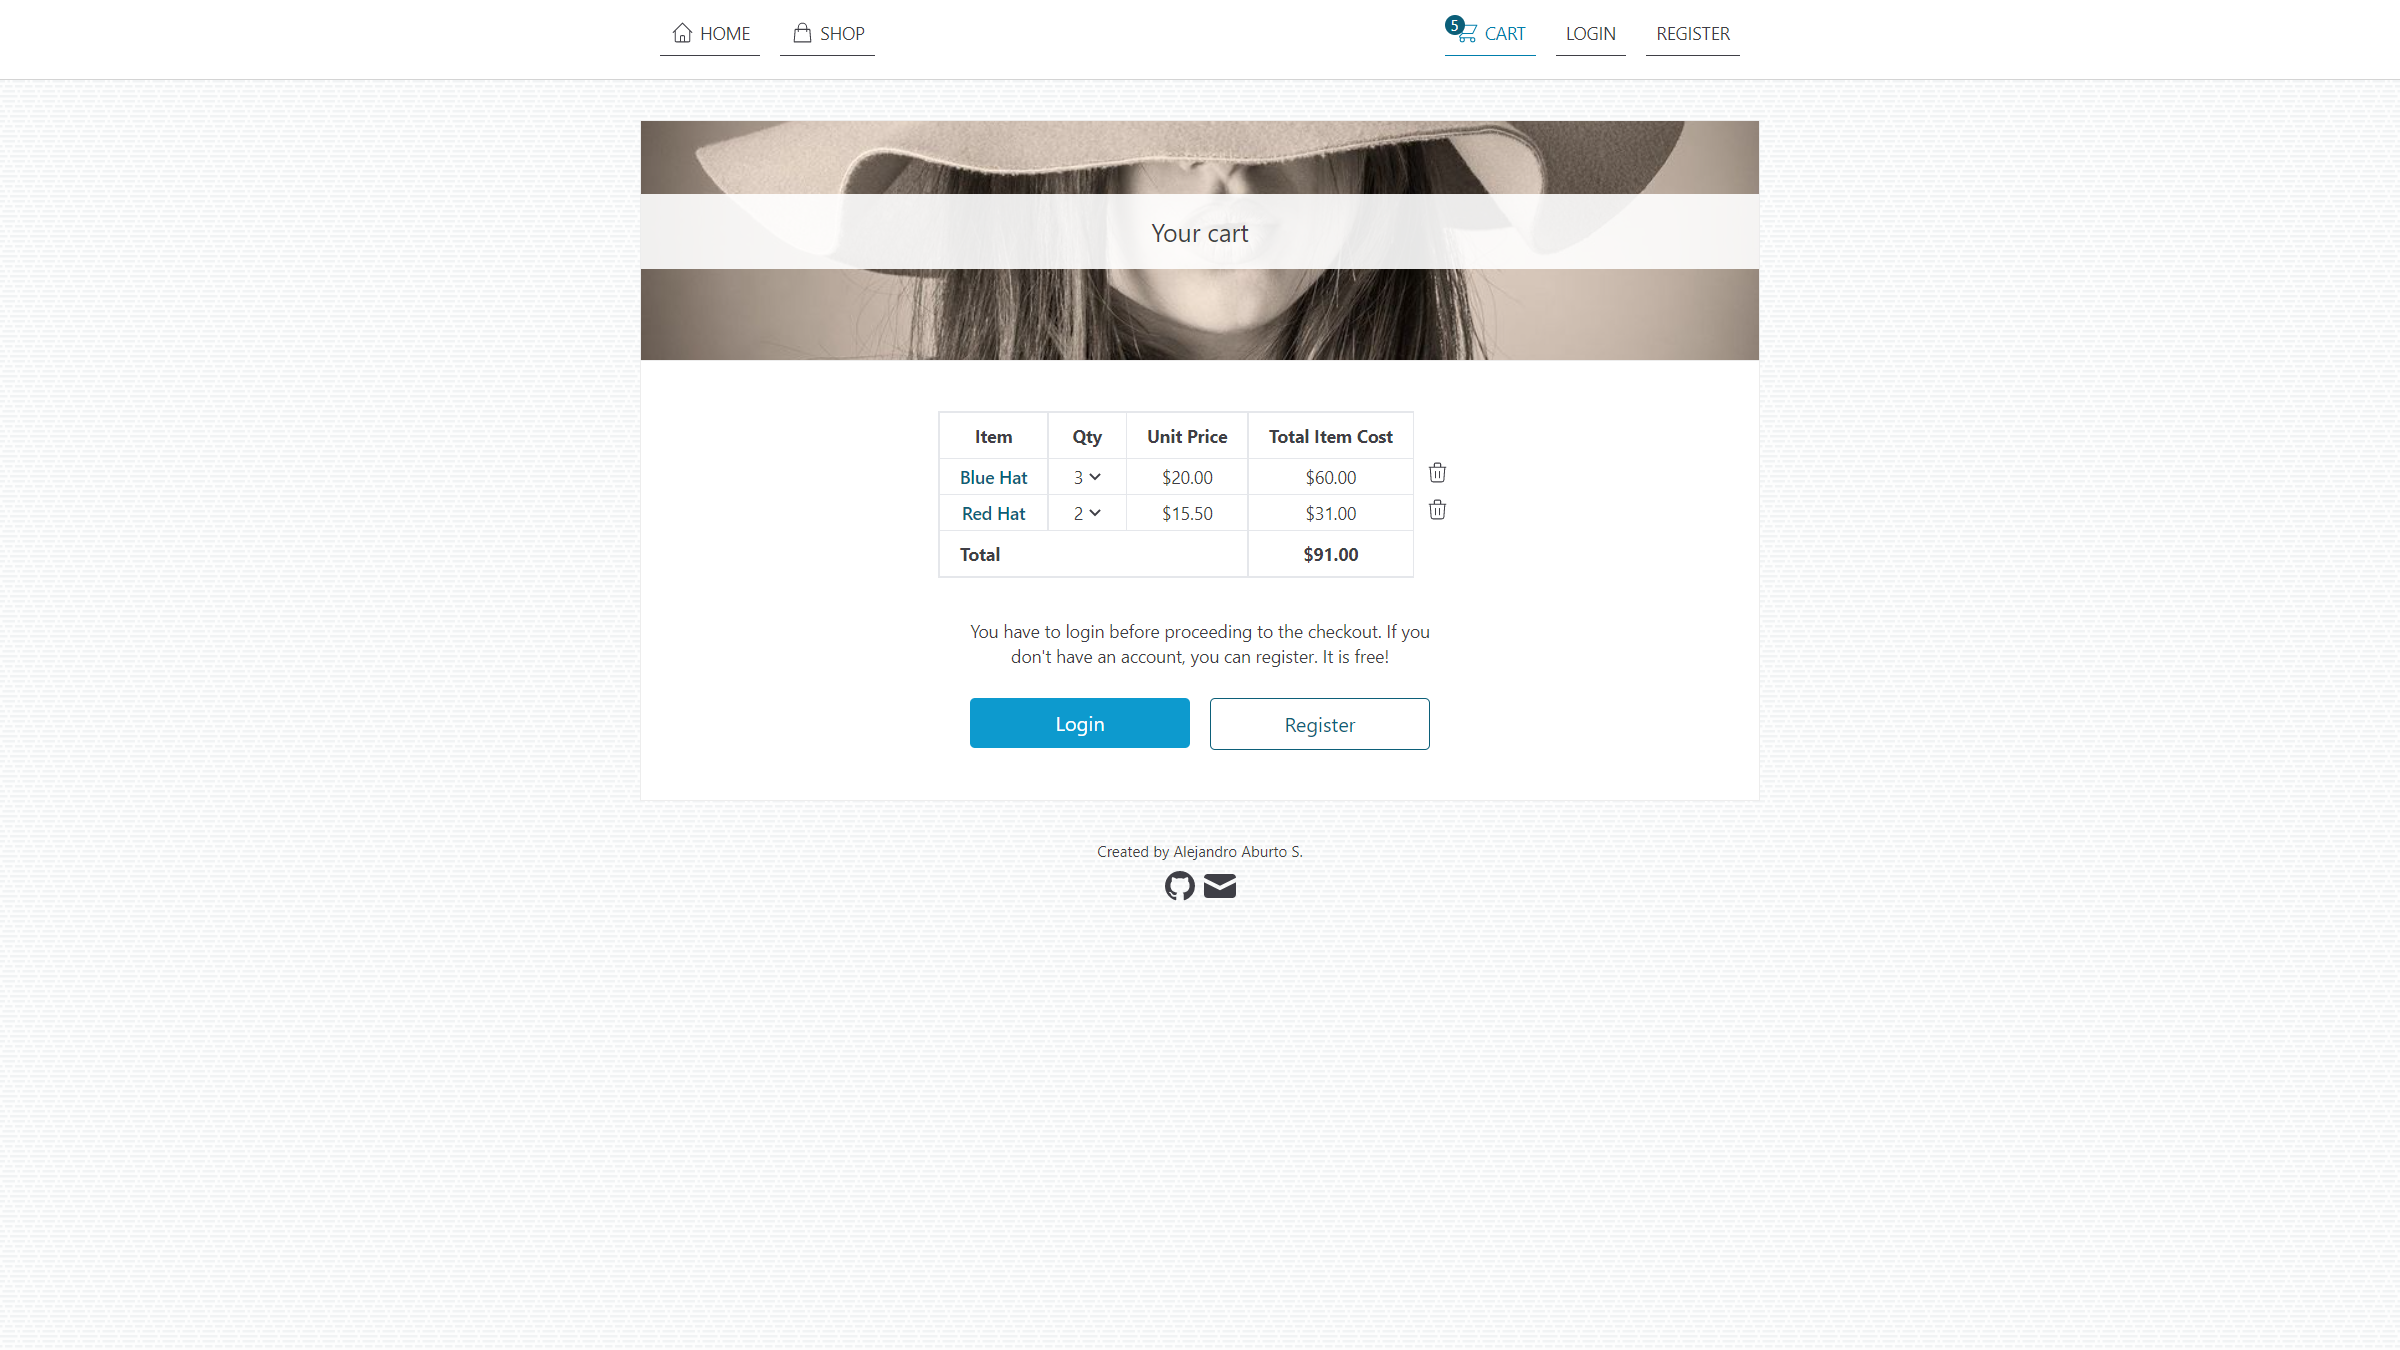 HOME SHOP 5 CART LOGIN REGISTER
Your cart
Item Qty Unit Price Total Item Cost
Blue Hat 3 $20.00 $60.00
Red Hat 2 $15.50 $31.00
Total $91.00
You have to login before proceeding to the checkout. If you
don't have an account, you can register. It is free!
Login Register
Created by Alejandro Aburto S.